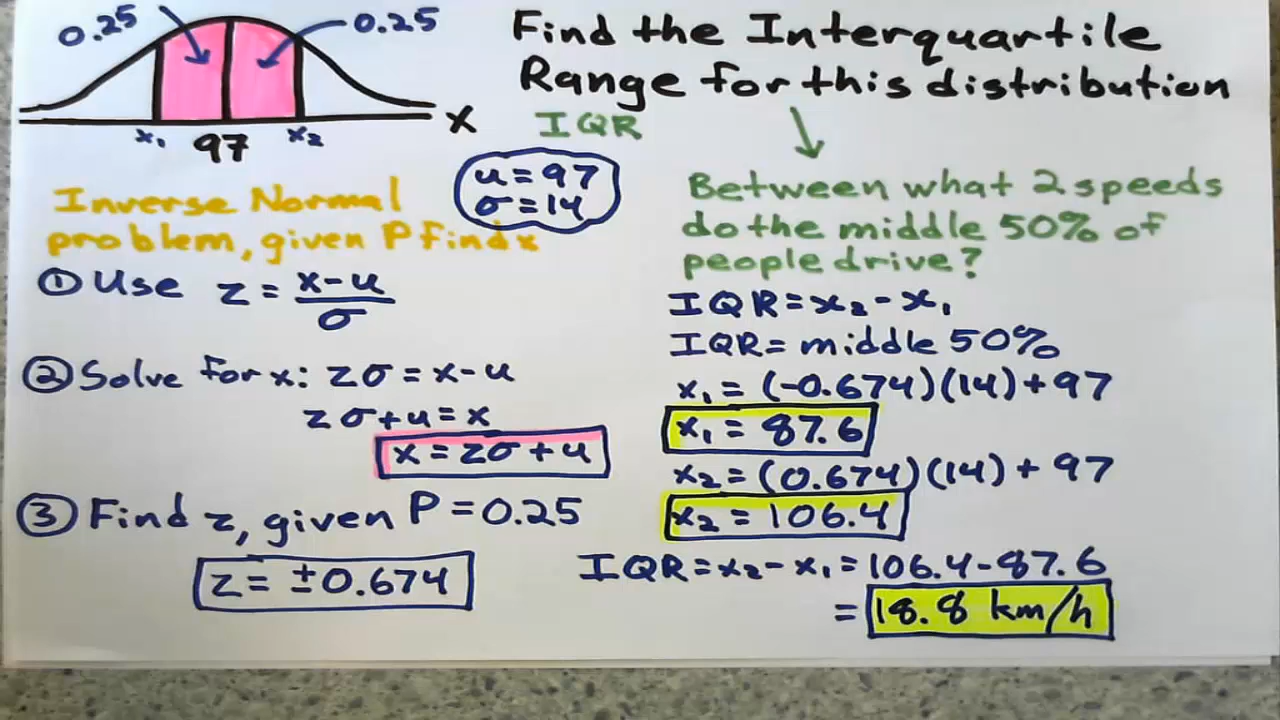 0.25
0.25
x₁ 97 x₂ x
Find the Interquartile
Range for this distribution
IQR
u = 97
σ = 14
Inverse Normal
problem, given P find x
① Use z = x-u / σ
② Solve for x: zσ = x-u
zσ+u = x
x = zσ + u
③ Find z, given P = 0.25
z = ±0.674
Between what 2 speeds
do the middle 50% of
people drive?
IQR = x₂ - x₁
IQR = middle 50%
x₁ = (-0.674)(14) + 97
x₁ = 87.6
x₂ = (0.674)(14) + 97
x₂ = 106.4
IQR = x₂ - x₁ = 106.4 - 87.6
= 18.8 km/h